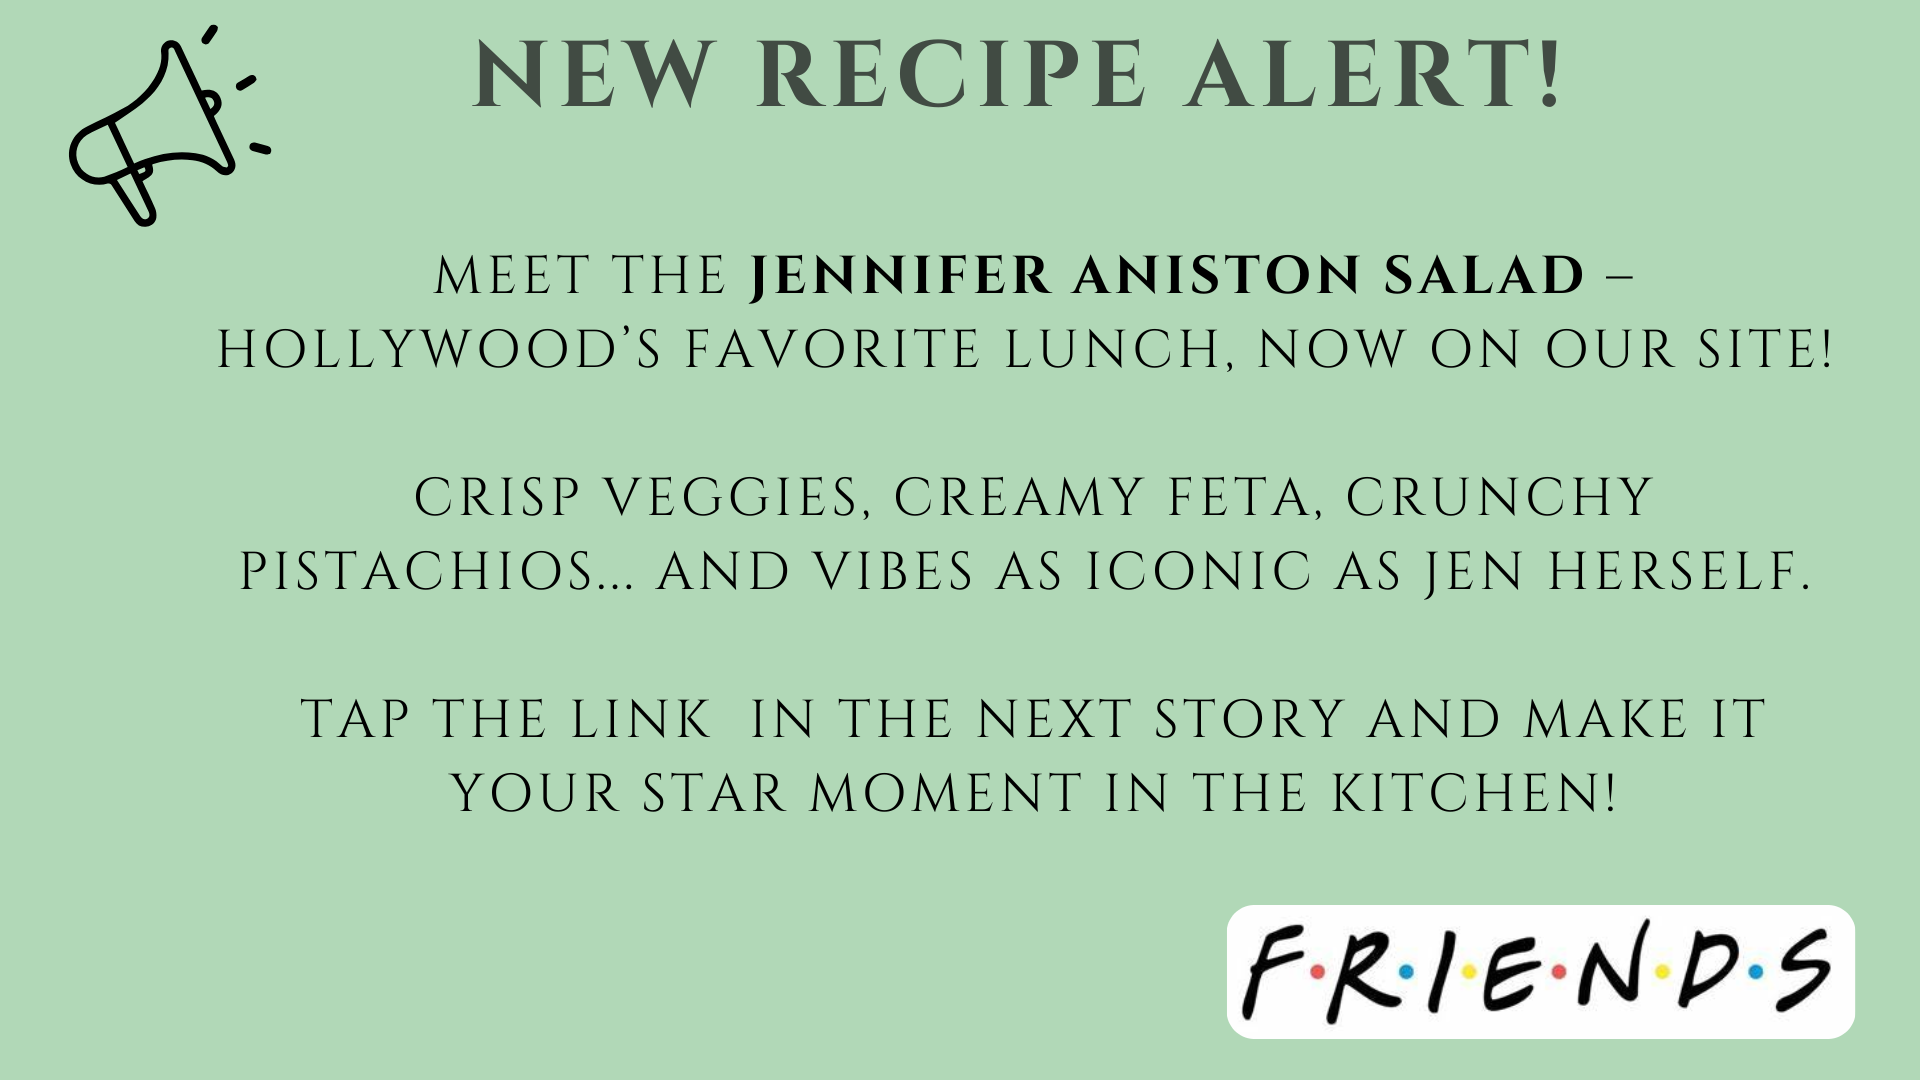 NEW RECIPE ALERT!
MEET THE JENNIFER ANISTON SALAD –
HOLLYWOOD’S FAVORITE LUNCH, NOW ON OUR SITE!
CRISP VEGGIES, CREAMY FETA, CRUNCHY
PISTACHIOS... AND VIBES AS ICONIC AS JEN HERSELF.
TAP THE LINK  IN THE NEXT STORY AND MAKE IT
YOUR STAR MOMENT IN THE KITCHEN!
F·R·I·E·N·D·S